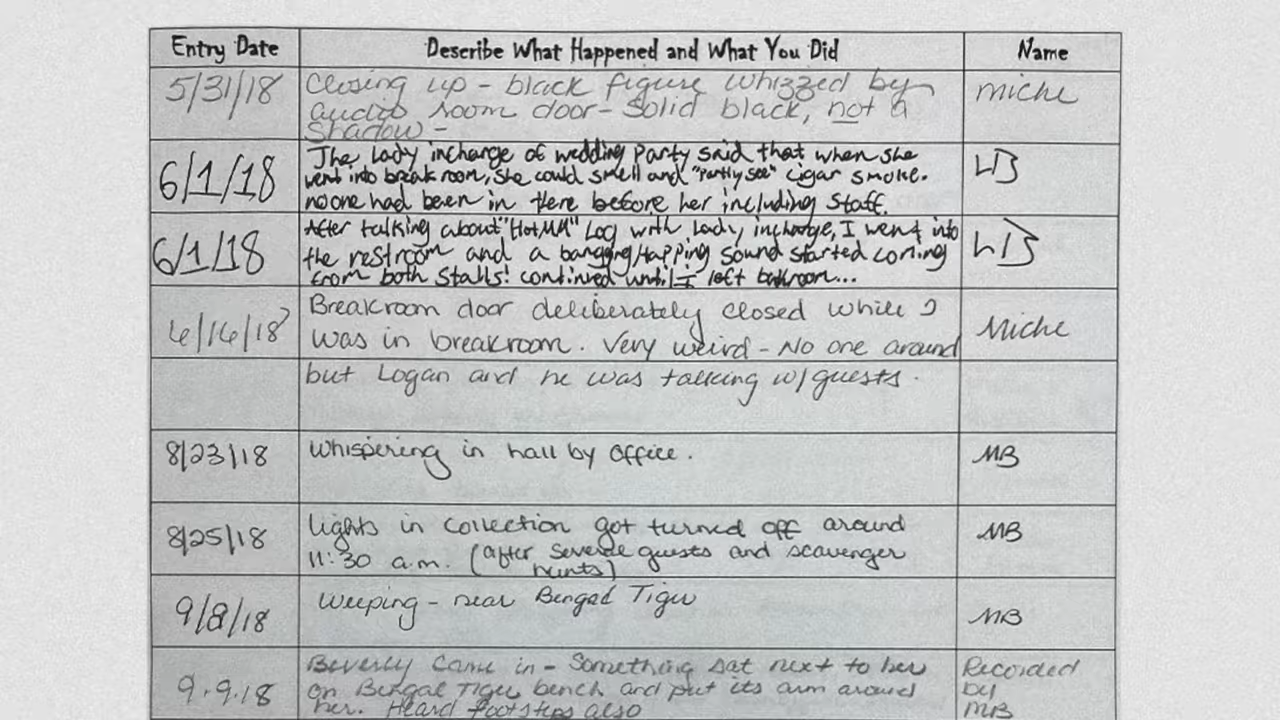 Entry Date Describe What Happened and What You Did Name
5/31/18 Closing up - black figure whizzed by miche
audio room door - Solid black, not a
Shadow -
6/1/18 The Lady incharge of wedding Party said that when she LB
went into break room, she could smell and "partly see" cigar smoke.
no one had been in there before her including Staff.
6/1/18 After talking about "Hot MM" Log with Lady incharge, I went into LB
the restroom and a banging/tapping sound started coming
from both stalls! continued until I left bathroom...
6/16/18? Breakroom door deliberately closed while I Miche
was in breakroom. Very weird - No one around
but Logan and he was talking w/guests.
8/23/18 Whispering in hall by office. MB
8/25/18 Lights in Collection got turned off around MB
11:30 a.m. (after severde guests and scavenger
hunts)
9/8/18 Weeping - near Bengal Tiger MB
9.9.18 Beverly Came in - Something sat next to her Recorded
on Bengal Tiger bench and put its arm around by
her. Heard footsteps also MB